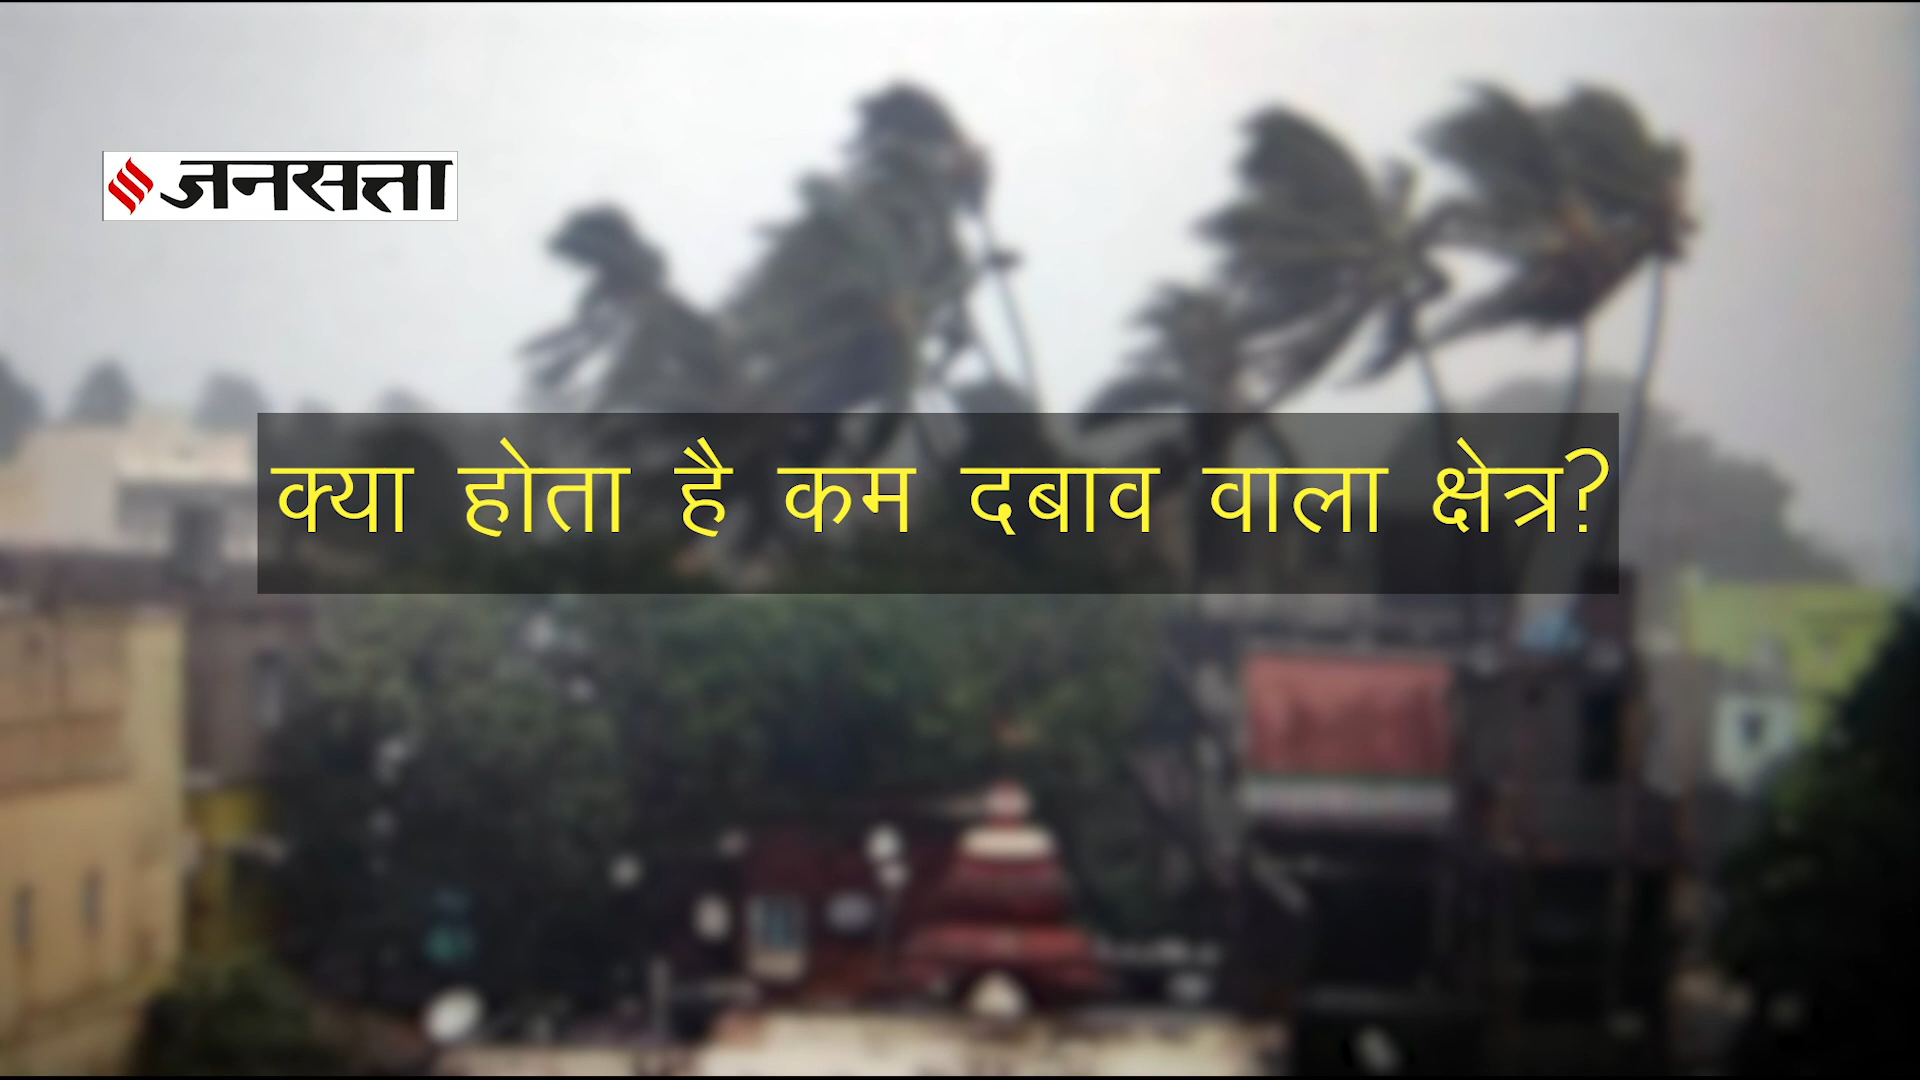 जनसत्ता
क्या होता है कम दबाव वाला क्षेत्र?